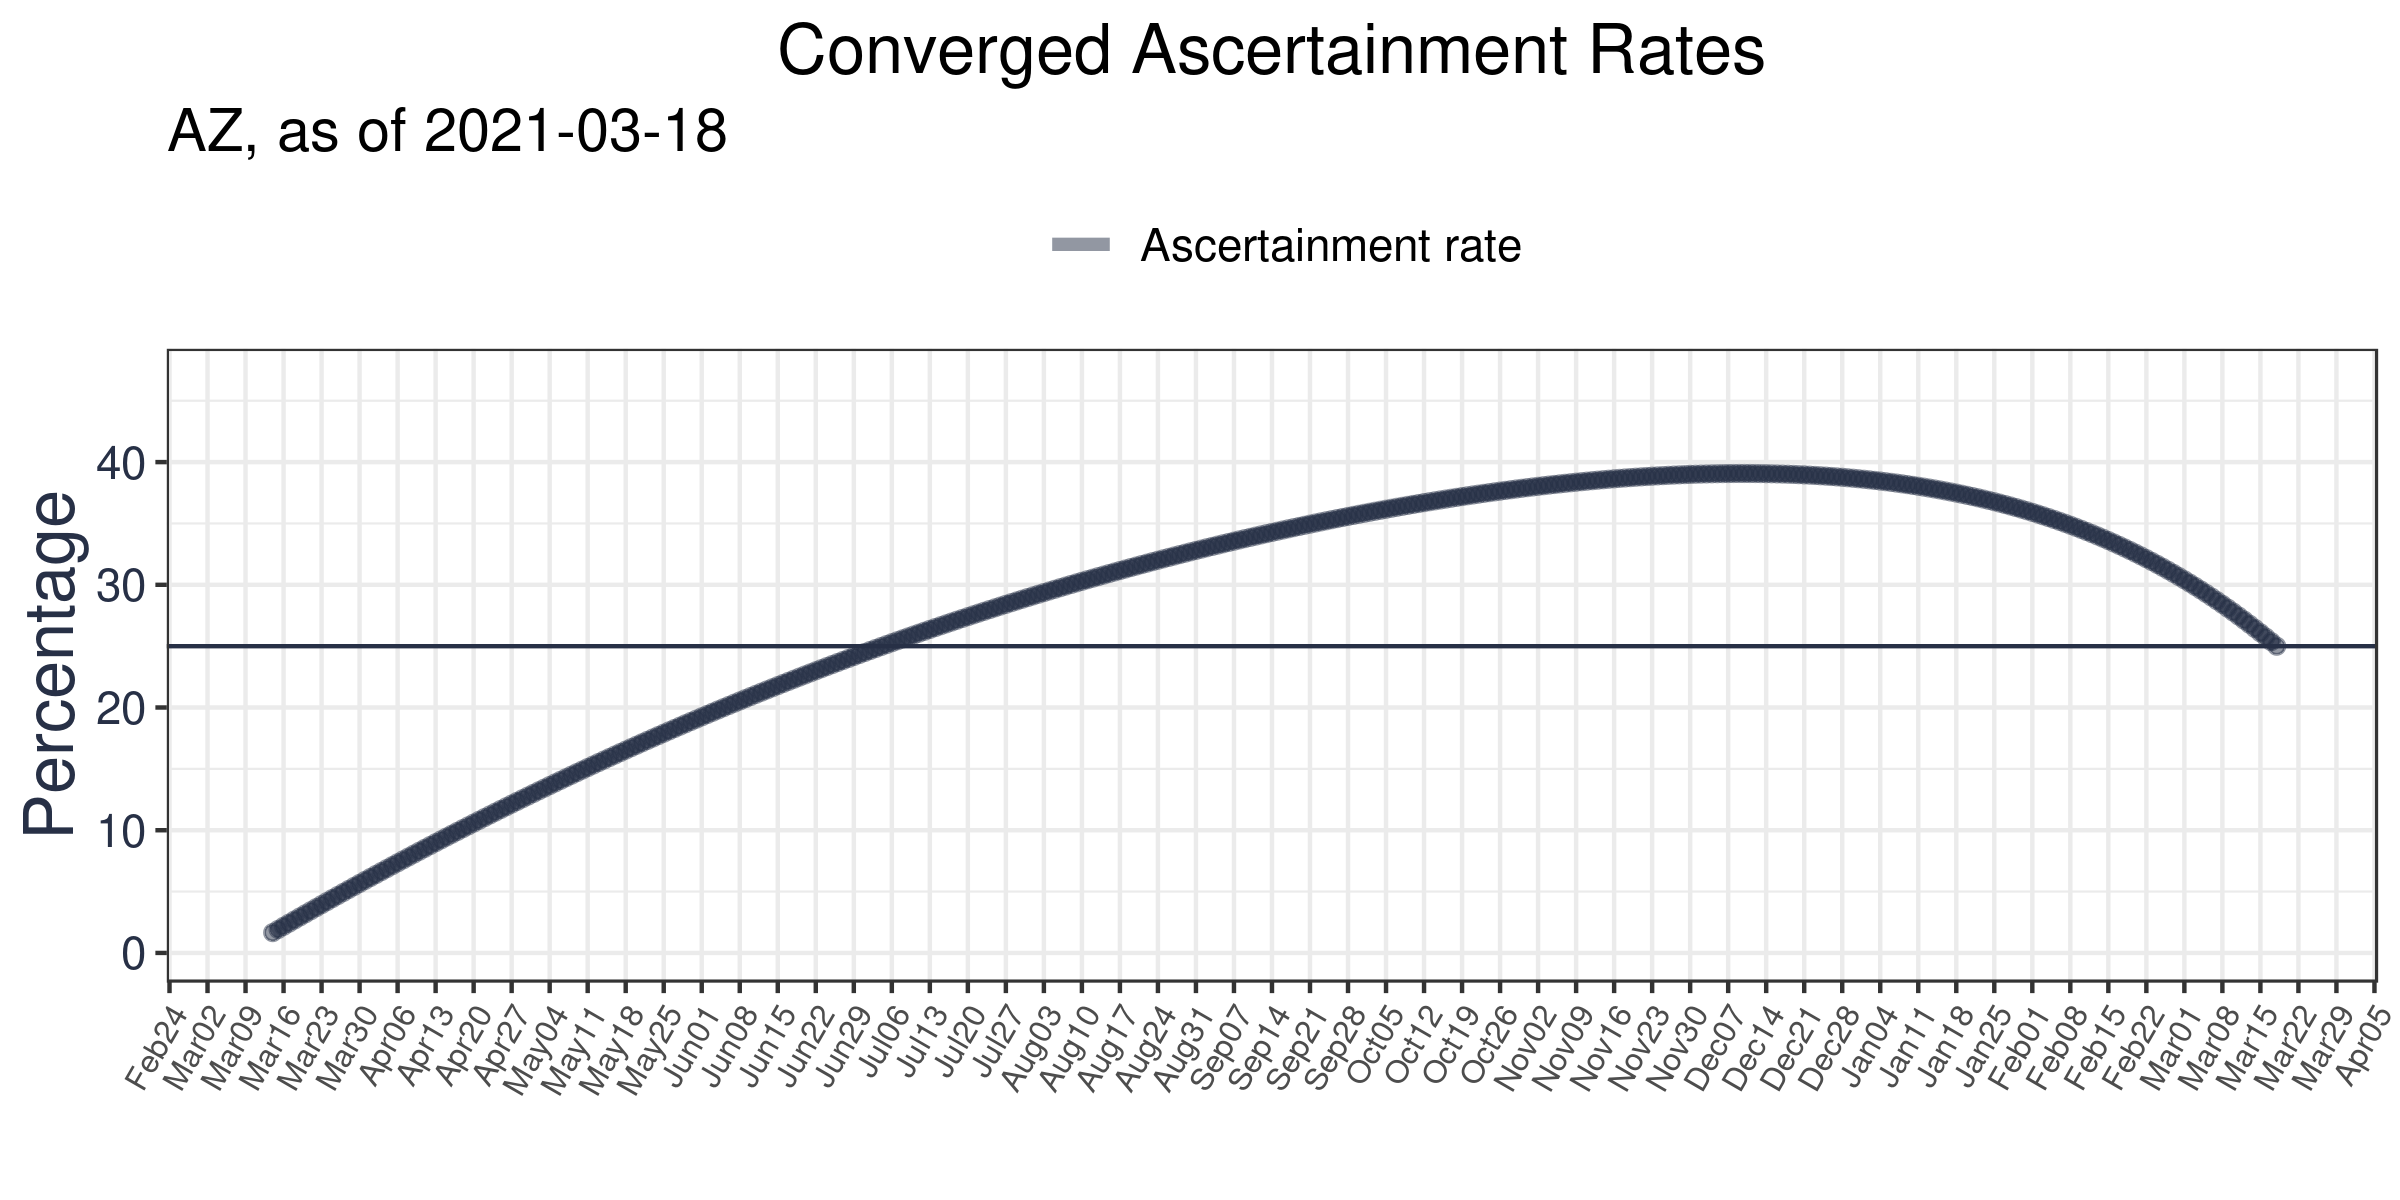 Converged Ascertainment Rates
AZ, as of 2021-03-18
Ascertainment rate
Percentage
40
30
20
10
0
Feb24 Mar02 Mar09 Mar16 Mar23 Mar30 Apr06 Apr13 Apr20 Apr27 May04 May11 May18 May25 Jun01 Jun08 Jun15 Jun22 Jun29 Jul06 Jul13 Jul20 Jul27 Aug03 Aug10 Aug17 Aug24 Aug31 Sep07 Sep14 Sep21 Sep28 Oct05 Oct12 Oct19 Oct26 Nov02 Nov09 Nov16 Nov23 Nov30 Dec07 Dec14 Dec21 Dec28 Jan04 Jan11 Jan18 Jan25 Feb01 Feb08 Feb15 Feb22 Mar01 Mar08 Mar15 Mar22 Mar29 Apr05